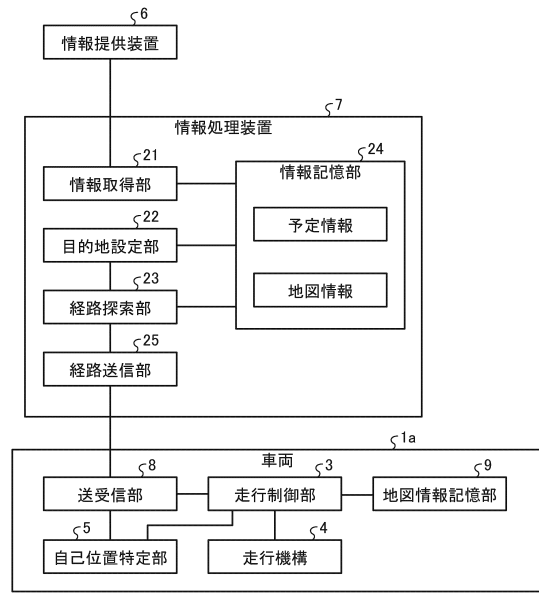 6
情報提供装置
7
情報処理装置
21
情報取得部
24
情報記憶部
予定情報
地図情報
22
目的地設定部
23
経路探索部
25
経路送信部
1a
車両
8
送受信部
3
走行制御部
9
地図情報記憶部
5
自己位置特定部
4
走行機構